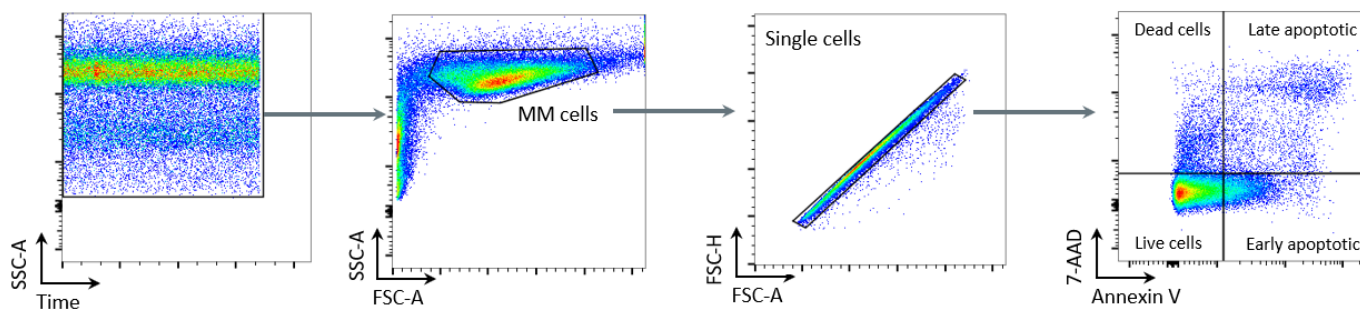 SSC-A
Time
SSC-A
FSC-A
MM cells
Single cells
FSC-H
FSC-A
Dead cells
Late apoptotic
Live cells
Early apoptotic
7-AAD
Annexin V